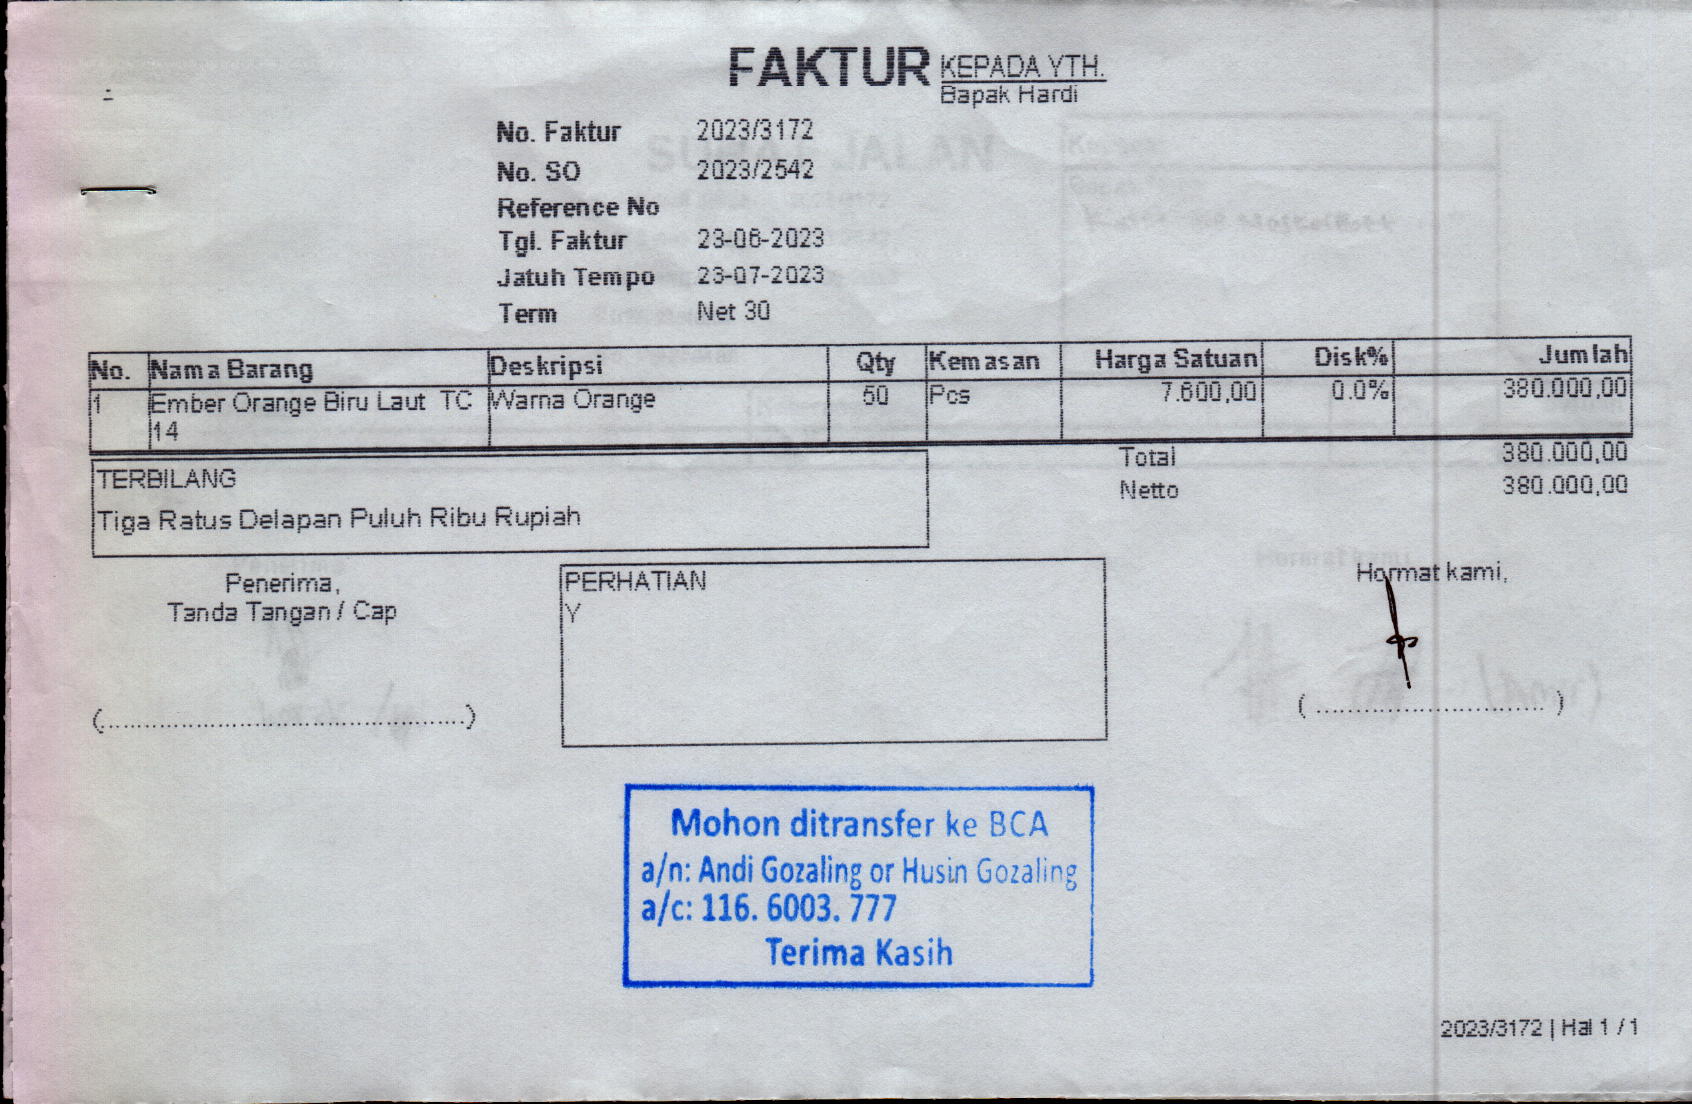 FAKTUR
KEPADA YTH.
Bapak Hardi
No. Faktur 2023/3172
No. SO 2023/2542
Reference No
Tgl. Faktur 23-06-2023
Jatuh Tempo 23-07-2023
Term Net 30
No. Nama Barang Deskripsi Qty Kemasan Harga Satuan Disk% Jumlah
1 Ember Orange Biru Laut TC Warna Orange 50 Pcs 7.600,00 0.0% 380.000,00
14
Total 380.000,00
Netto 380.000,00
TERBILANG
Tiga Ratus Delapan Puluh Ribu Rupiah
Penerima,
Tanda Tangan / Cap
(..........................................)
PERHATIAN
Y
Hormat kami,
( .......................... )
Mohon ditransfer ke BCA
a/n: Andi Gozaling or Husin Gozaling
a/c: 116. 6003. 777
Terima Kasih
2023/3172 | Hal 1 / 1